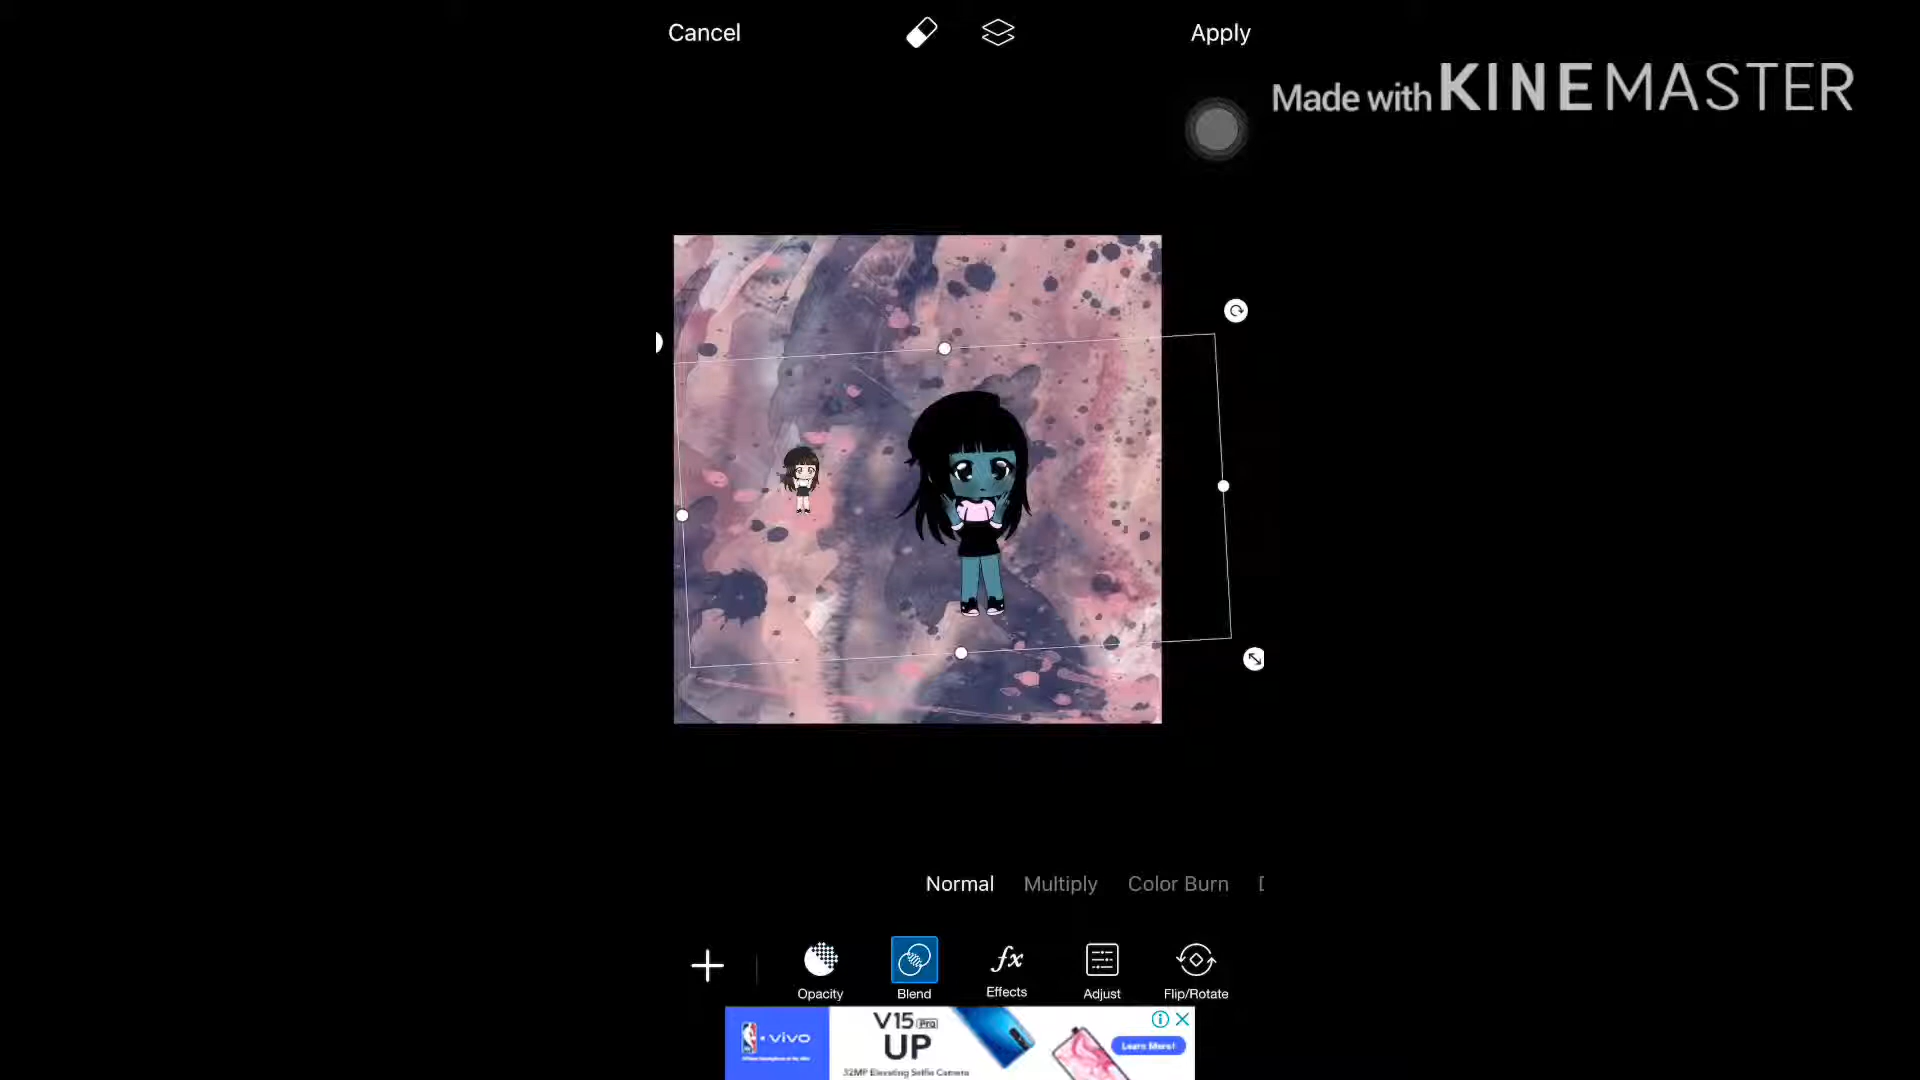 Cancel
Apply
Made with KINEMASTER
Normal
Multiply
Color Burn
Opacity
Blend
fx
Effects
Adjust
Flip/Rotate
vivo
V15 Pro
UP
32MP Elevating Selfie Camera
Learn More!